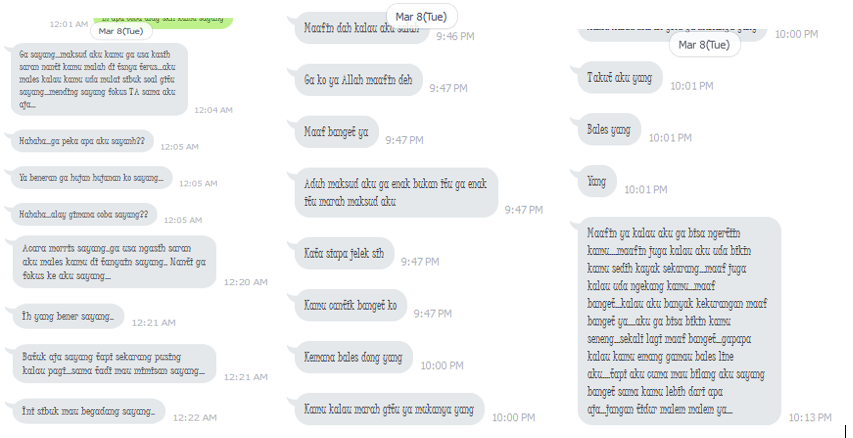 12:01 AM
Mar 8(Tue)
Ga sayang...maksud aku kamu ga usa kasih
saran nanti kamu malah di tanya terus...aku
males kalau kamu uda mulai sibuk soal gitu
sayang...mending sayang fokus TA sama aku
aja...
12:04 AM
Hahaha...ga peka apa aku sayanh??
12:05 AM
Ya beneran ga hujan hujanan ko sayang...
12:05 AM
Hahaha...alay gimana coba sayang??
12:05 AM
Acara morris sayang..ga usa ngasih saran
aku males kamu di tanyain sayang.. Nanti ga
fokus ke aku sayang...
12:20 AM
Ih yang bener sayang..
12:21 AM
Batuk aja sayang tapi sekarang pusing
kalau pagi...sama tadi mau mimisan sayang...
12:21 AM
Ini sibuk mau begadang sayang..
12:22 AM
Mar 8(Tue)
Maafin dah kalau aku salah
9:46 PM
Ga ko ya Allah maafin deh
9:47 PM
Maaf banget ya
9:47 PM
Aduh maksud aku ga enak bukan itu ga enak
itu marah maksud aku
9:47 PM
Kata siapa jelek sih
9:47 PM
Kamu cantik banget ko
9:47 PM
Kemana bales dong yang
10:00 PM
Kamu kalau marah gitu ya mukanya yang
10:00 PM
10:00 PM
Mar 8(Tue)
Takut aku yang
10:01 PM
Bales yang
10:01 PM
Yang
10:01 PM
Maafin ya kalau aku ga bisa ngertiin
kamu...maafin juga kalau aku uda bikin
kamu sedih kayak sekarang...maaf juga
kalau uda ngekang kamu...maaf
banget...kalau aku banyak kekurangan maaf
banget ya...aku ga bisa bikin kamu
seneng...sekali lagi maaf banget...gapapa
kalau kamu emang gamau bales line
aku...tapi aku cuma mau bilang aku sayang
banget sama kamu lebih dari apa
aja...jangan tidur malem malem ya...
10:13 PM